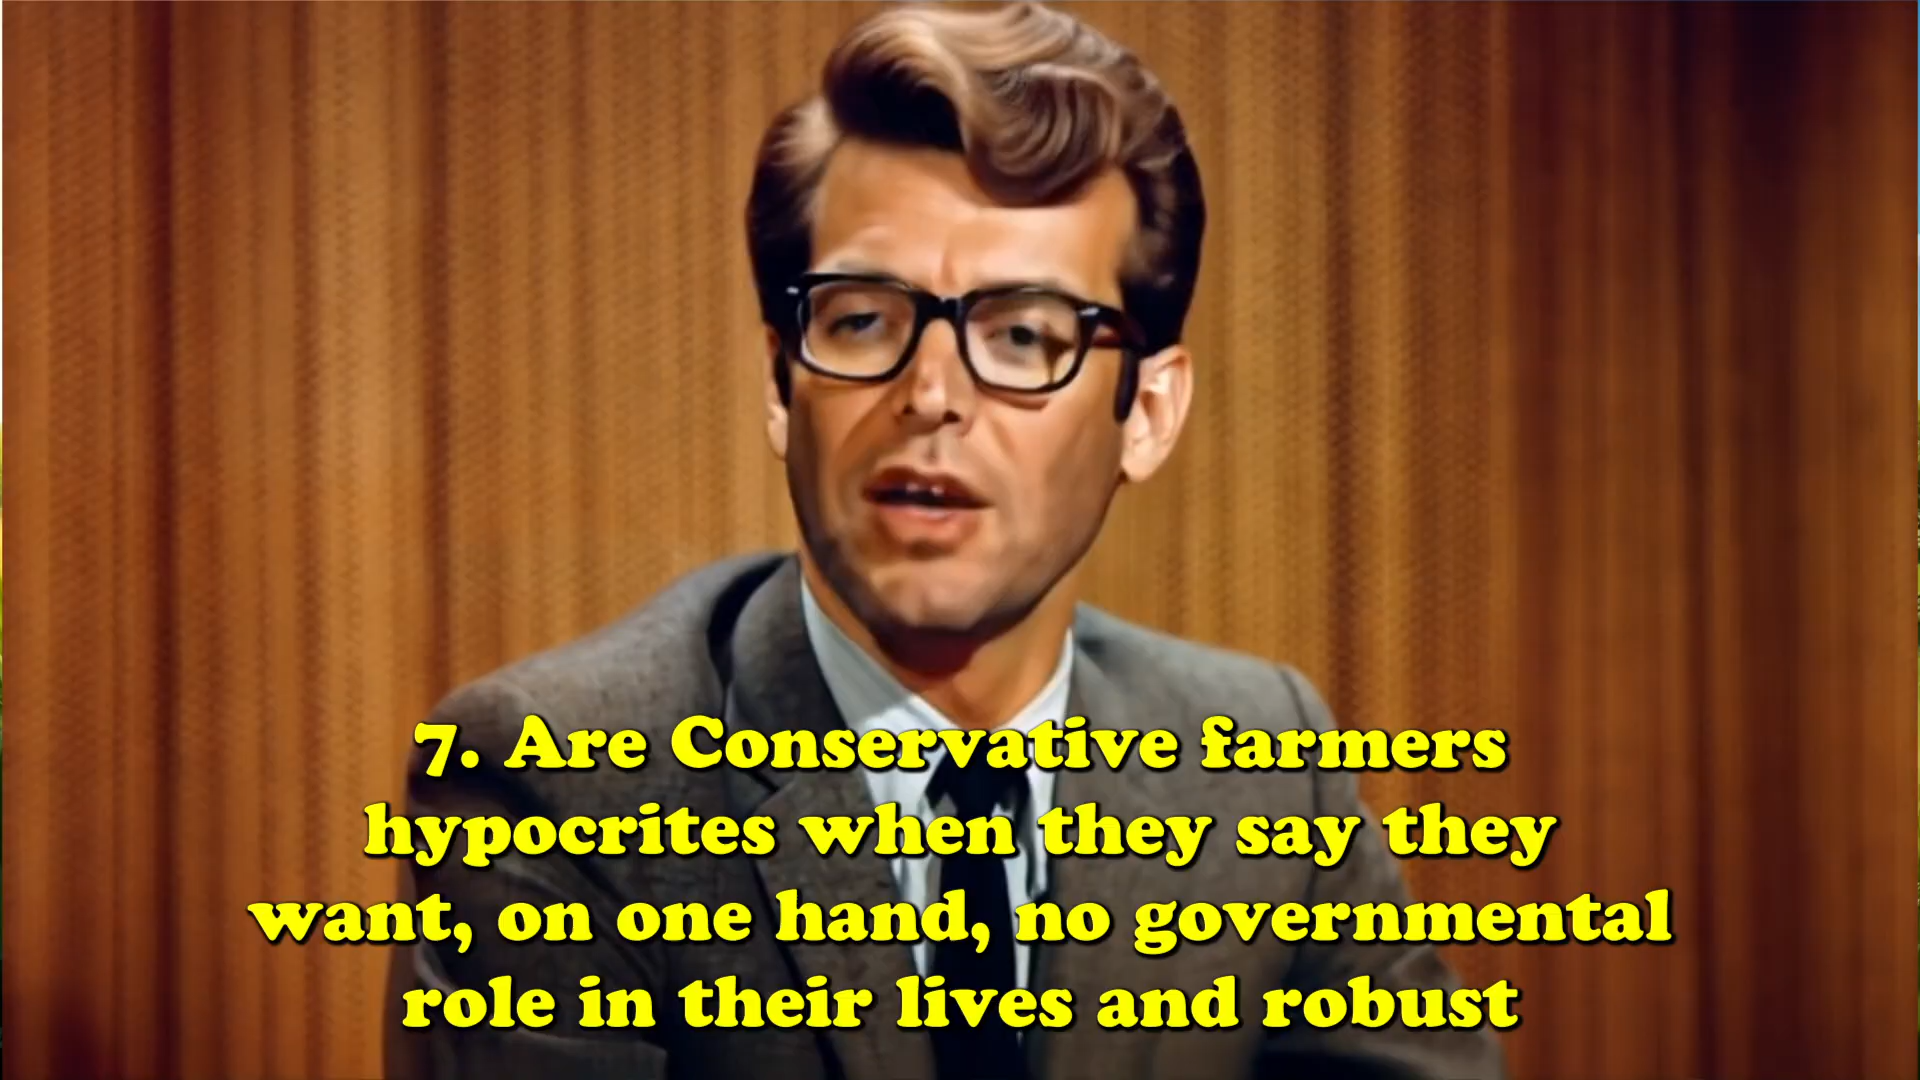 7. Are Conservative farmers
hypocrites when they say they
want, on one hand, no governmental
role in their lives and robust